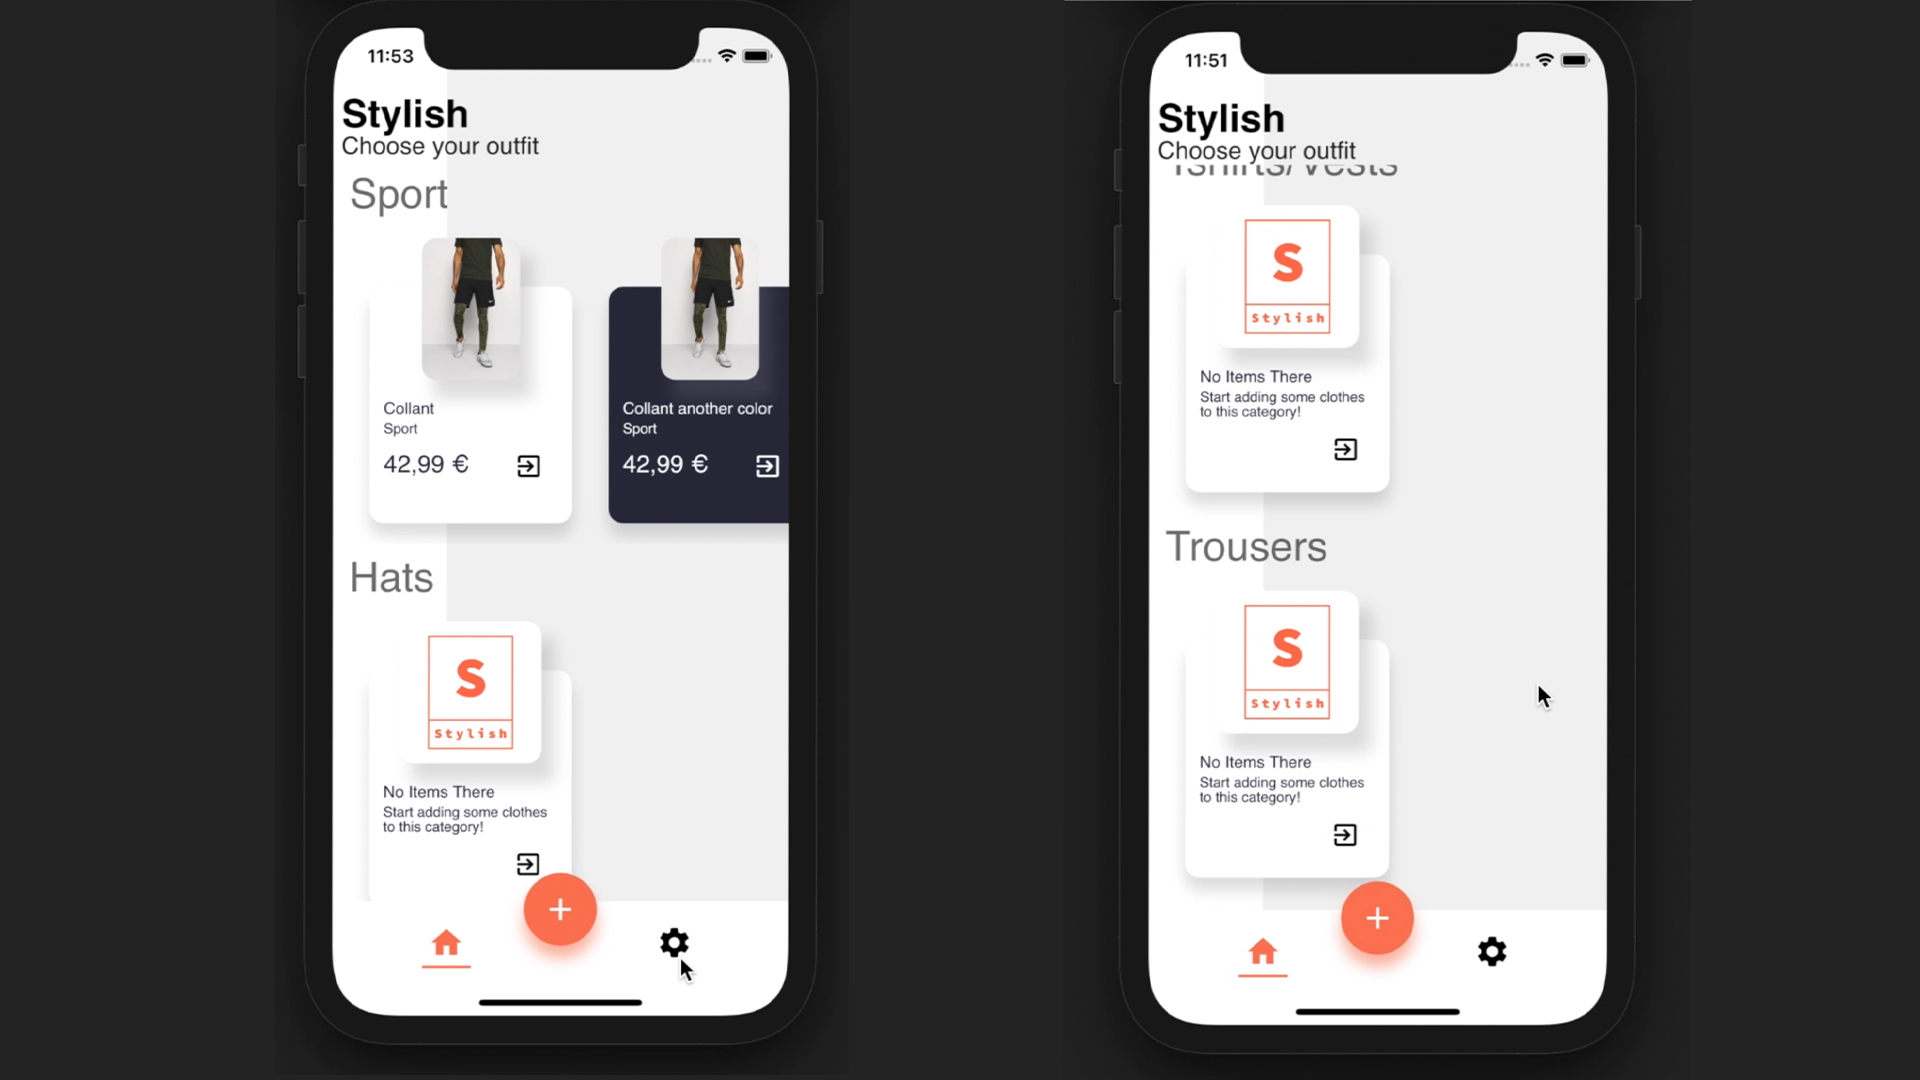 11:53
Stylish
Choose your outfit
Sport
Collant
Sport
42,99 €
Collant another color
Sport
42,99 €
Hats
S
Stylish
No Items There
Start adding some clothes
to this category!
11:51
Stylish
Choose your outfit
Tshirts/Vests
S
Stylish
No Items There
Start adding some clothes
to this category!
Trousers
S
Stylish
No Items There
Start adding some clothes
to this category!